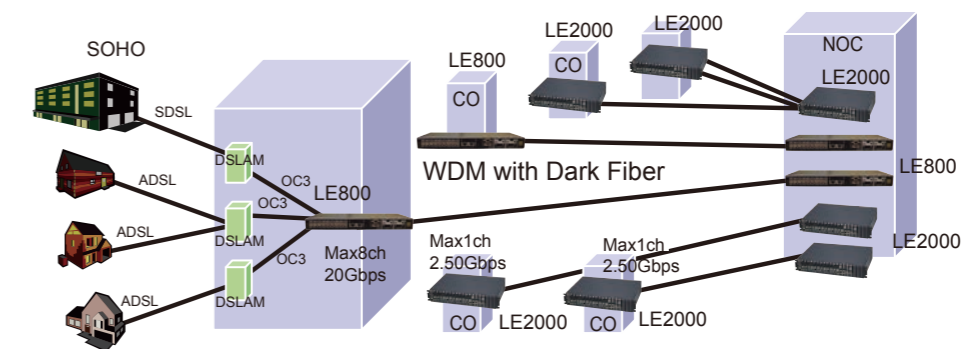 SOHO
SDSL
ADSL
ADSL
ADSL
DSLAM
DSLAM
DSLAM
OC3
OC3
OC3
LE800
Max8ch
20Gbps
LE800
CO
LE2000
CO
LE2000
NOC
LE2000
WDM with Dark Fiber
LE800
LE2000
Max1ch
2.50Gbps
CO
LE2000
Max1ch
2.50Gbps
CO
LE2000